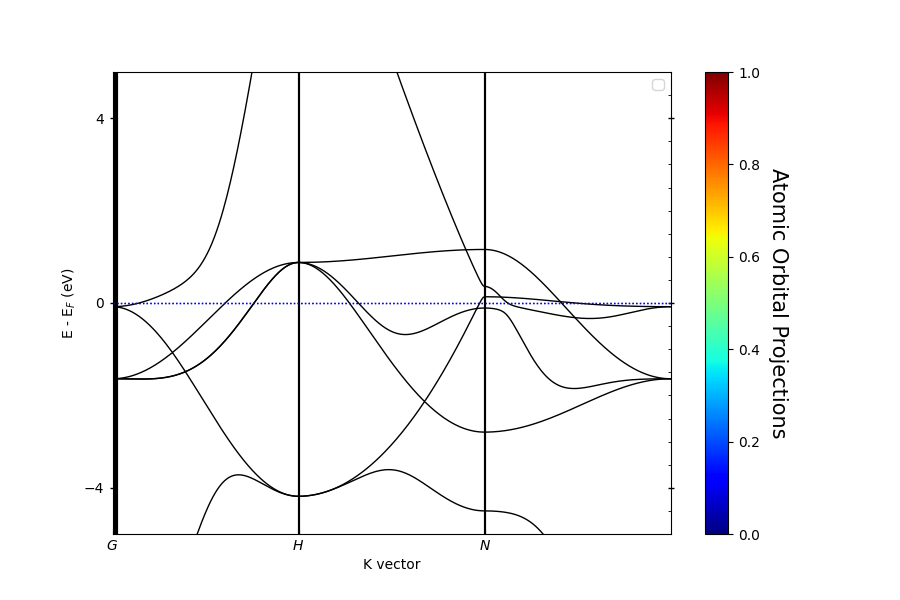 4
0
−4
E - E_F (eV)
G
H
N
K vector
1.0
0.8
0.6
0.4
0.2
0.0
Atomic Orbital Projections